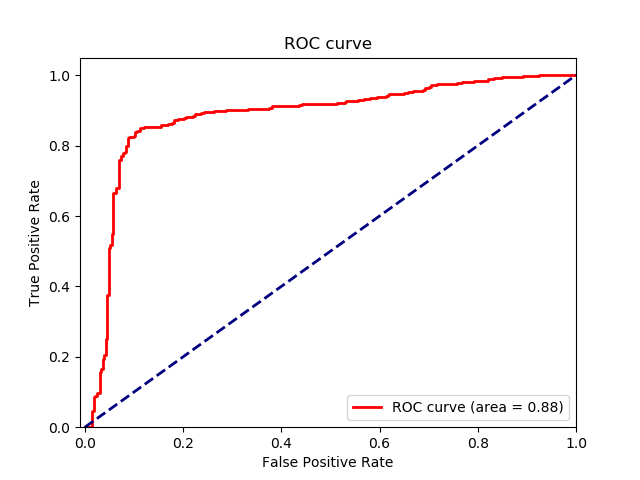 ROC curve
True Positive Rate
1.0
0.8
0.6
0.4
0.2
0.0
ROC curve (area = 0.88)
0.0 0.2 0.4 0.6 0.8 1.0
False Positive Rate